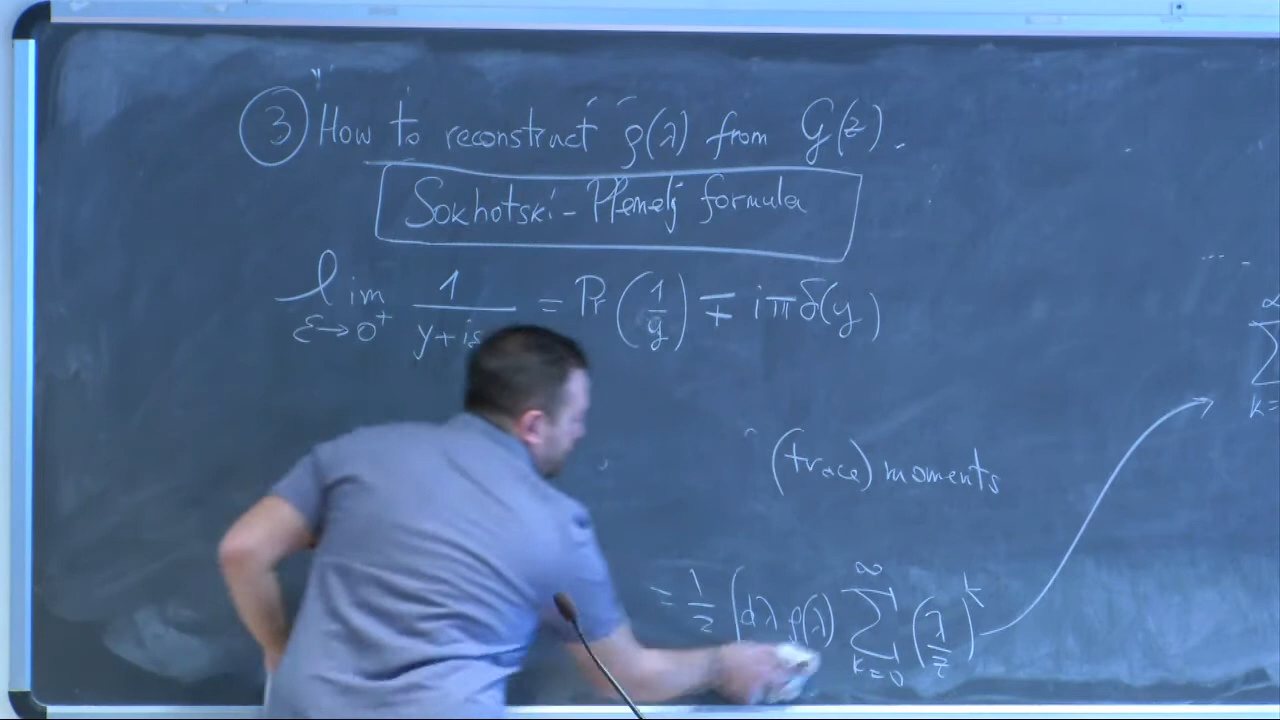 ③ How to reconstruct ρ(λ) from G(z).
Sokhotski-Plemelj formula
lim ε→0⁺ 1/(y+iε = Pr(1/y) ∓ iπδ(y)
(trace) moments
= 1/z ∫dλ ρ(λ) ∑_{k=0}^{∞} (λ/z)^k
∞ ∑ k=